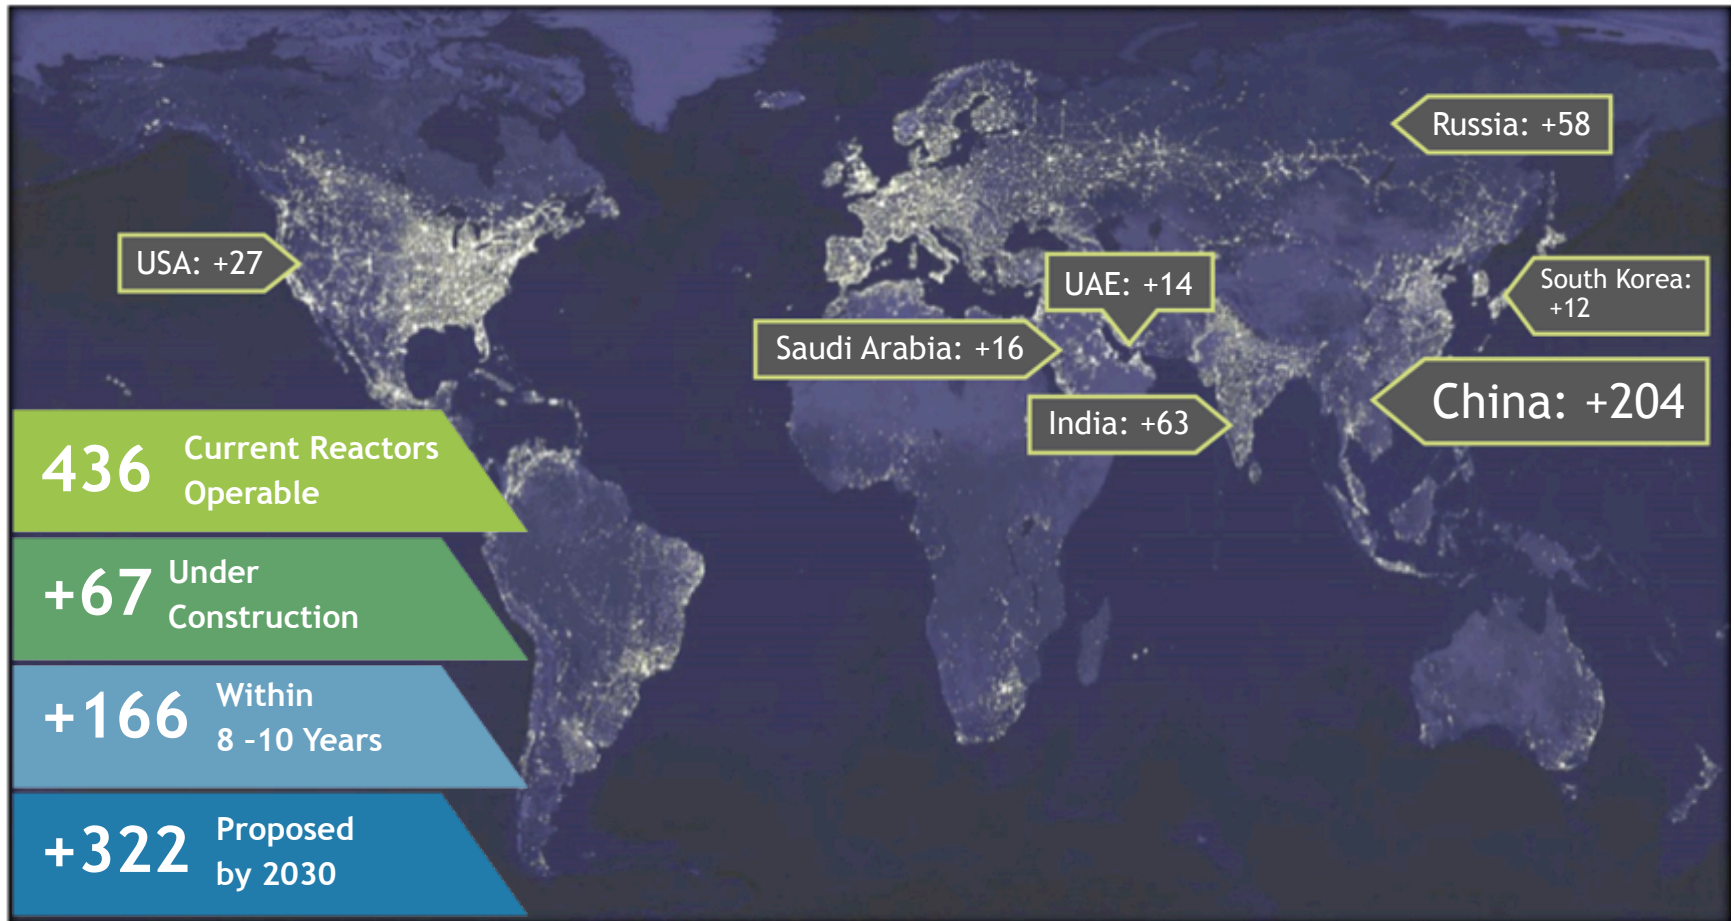 Russia: +58
USA: +27
UAE: +14
South Korea:
+12
Saudi Arabia: +16
China: +204
India: +63
436 Current Reactors
Operable
+67 Under
Construction
+166 Within
8 –10 Years
+322 Proposed
by 2030